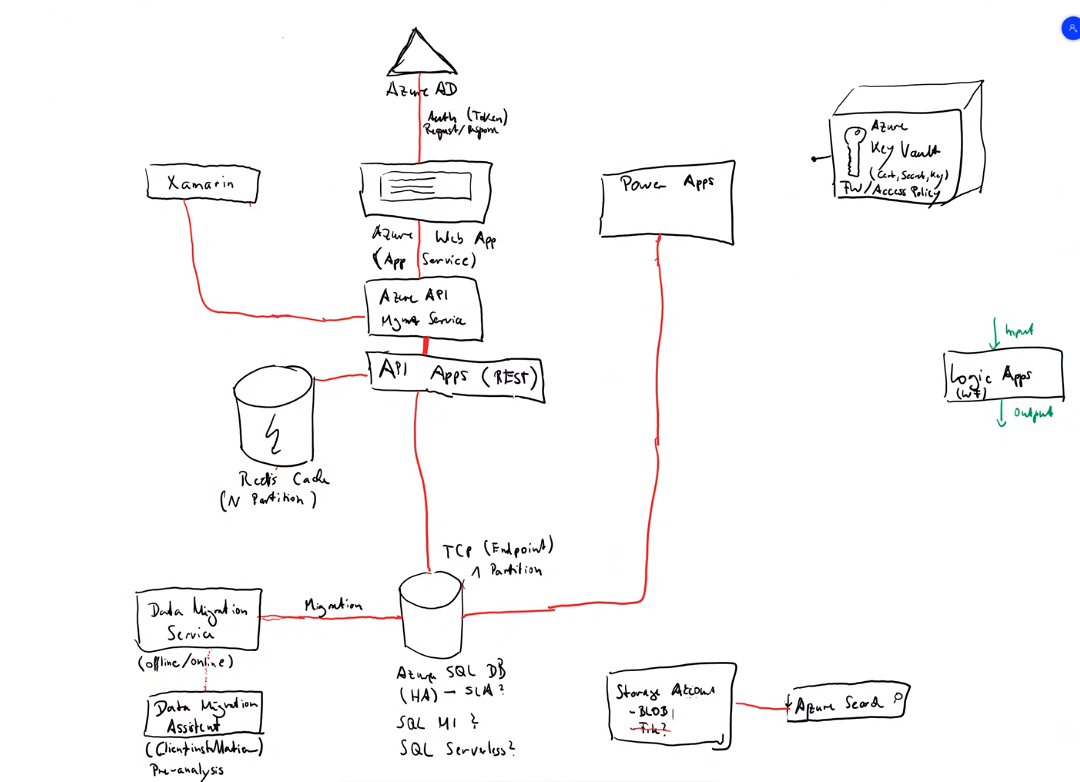 Azure AD
Auth (Token)
Request/Response
Xamarin
Azure Web App
(App Service)
Azure API
Mgmt Service
API Apps (REST)
Redis Cache
(N Partition)
Power Apps
Azure
Key Vault
(Cert, Secret, Key)
FW/Access Policy
Input
Logic Apps
(WF)
Output
TCP (Endpoint)
1 Partition
Data Migration
Service
(offline/online)
Migration
Data Migration
Assistent
(Clientinstallation)
Pre-analysis
Azure SQL DB
(HA) - SLA?
SQL MI?
SQL Serverless?
Storage Account
- BLOB
Azure Search